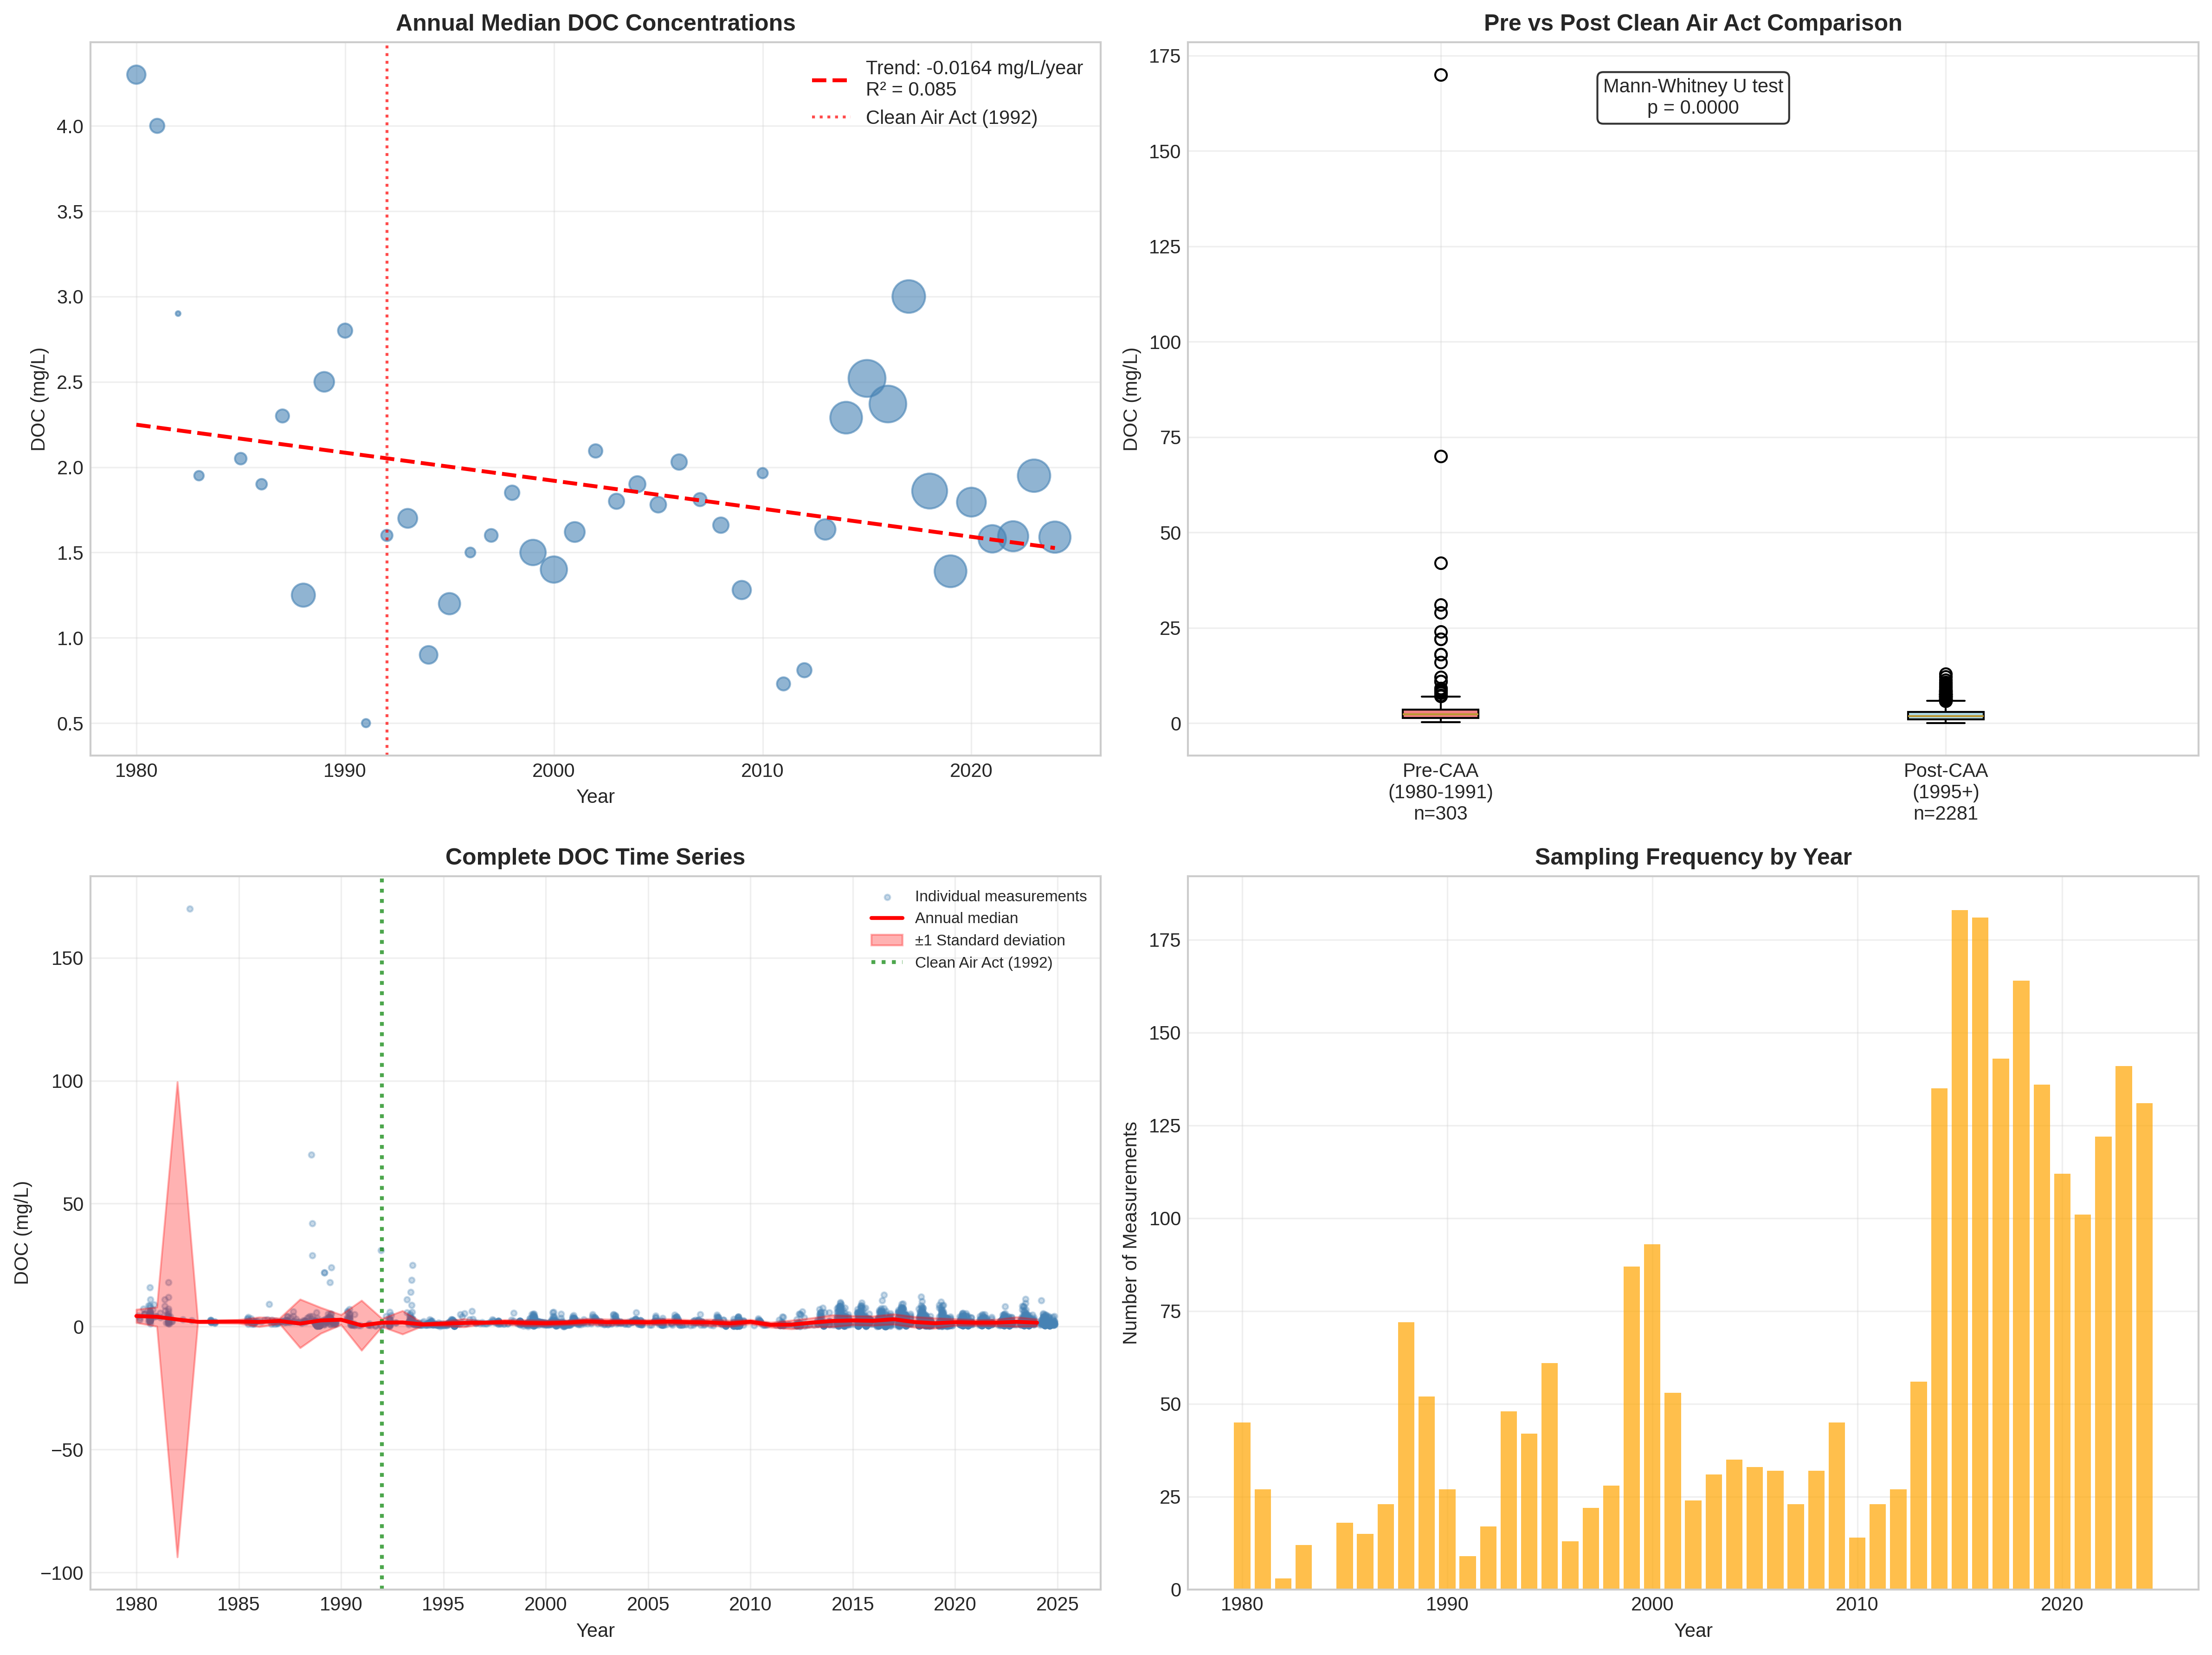 Annual Median DOC Concentrations
Trend: -0.0164 mg/L/year
R² = 0.085
Clean Air Act (1992)
4.0
3.5
3.0
2.5
2.0
1.5
1.0
0.5
DOC (mg/L)
1980
1990
2000
2010
2020
Year
Pre vs Post Clean Air Act Comparison
Mann-Whitney U test
p = 0.0000
175
150
125
100
75
50
25
0
DOC (mg/L)
Pre-CAA
(1980-1991)
n=303
Post-CAA
(1995+)
n=2281
Complete DOC Time Series
Individual measurements
Annual median
±1 Standard deviation
Clean Air Act (1992)
150
100
50
0
−50
−100
DOC (mg/L)
1980
1985
1990
1995
2000
2005
2010
2015
2020
2025
Year
Sampling Frequency by Year
175
150
125
100
75
50
25
0
Number of Measurements
1980
1990
2000
2010
2020
Year